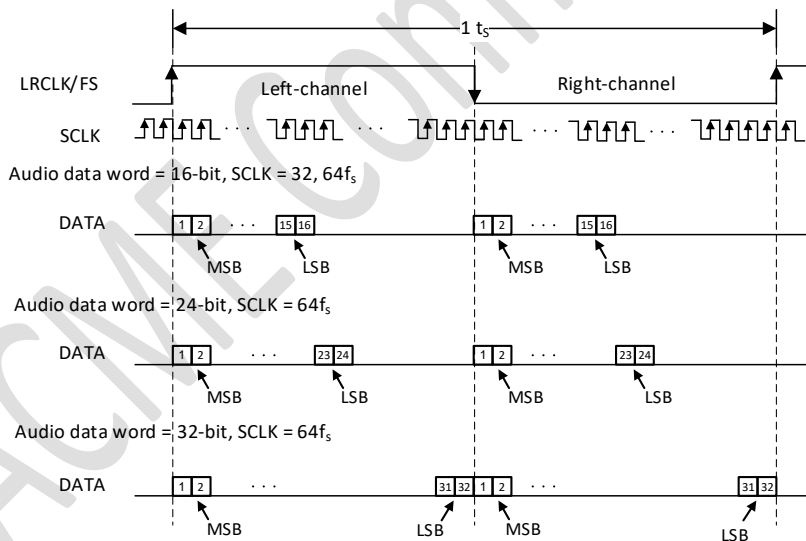 1 tS
LRCLK/FS
Left-channel
Right-channel
SCLK
Audio data word = 16-bit, SCLK = 32, 64fs
DATA
1 2 . . . 15 16 1 2 . . . 15 16
MSB LSB MSB LSB
Audio data word = 24-bit, SCLK = 64fs
DATA
1 2 . . . 23 24 1 2 . . . 23 24
MSB LSB MSB LSB
Audio data word = 32-bit, SCLK = 64fs
DATA
1 2 . . . 31 32 1 2 . . . 31 32
MSB LSB MSB LSB
ACME